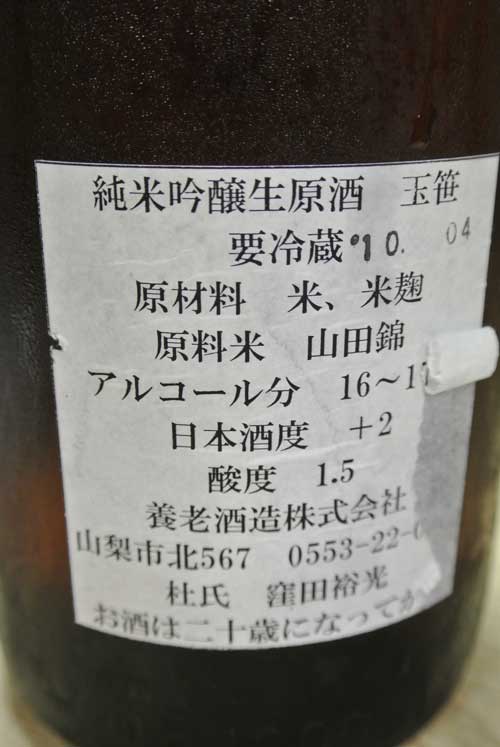 純米吟醸生原酒　玉笹
要冷蔵 '10. 04
原材料　米、米麹
原料米　山田錦
アルコール分　16～17
日本酒度　＋2
酸度　1.5
養老酒造株式会社
山梨市北567　0553-22-
杜氏　窪田裕光
お酒は二十歳になってか